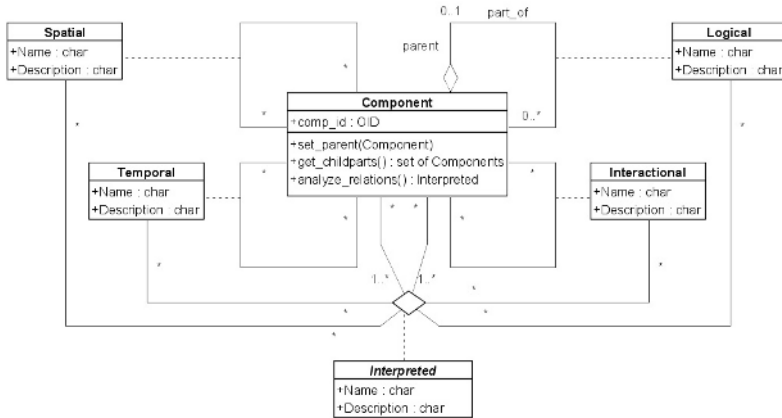 0..1
part_of
Spatial
+Name : char
+Description : char
parent
Logical
+Name : char
+Description : char
*
*
Component
+comp_id : OID
+set_parent(Component)
+get_childparts() : set of Components
+analyze_relations() : Interpreted
0..*
*
*
Temporal
+Name : char
+Description : char
*
*
Interactional
+Name : char
+Description : char
*
*
*
*
*
*
1..*
1..*
*
*
*
*
Interpreted
+Name : char
+Description : char